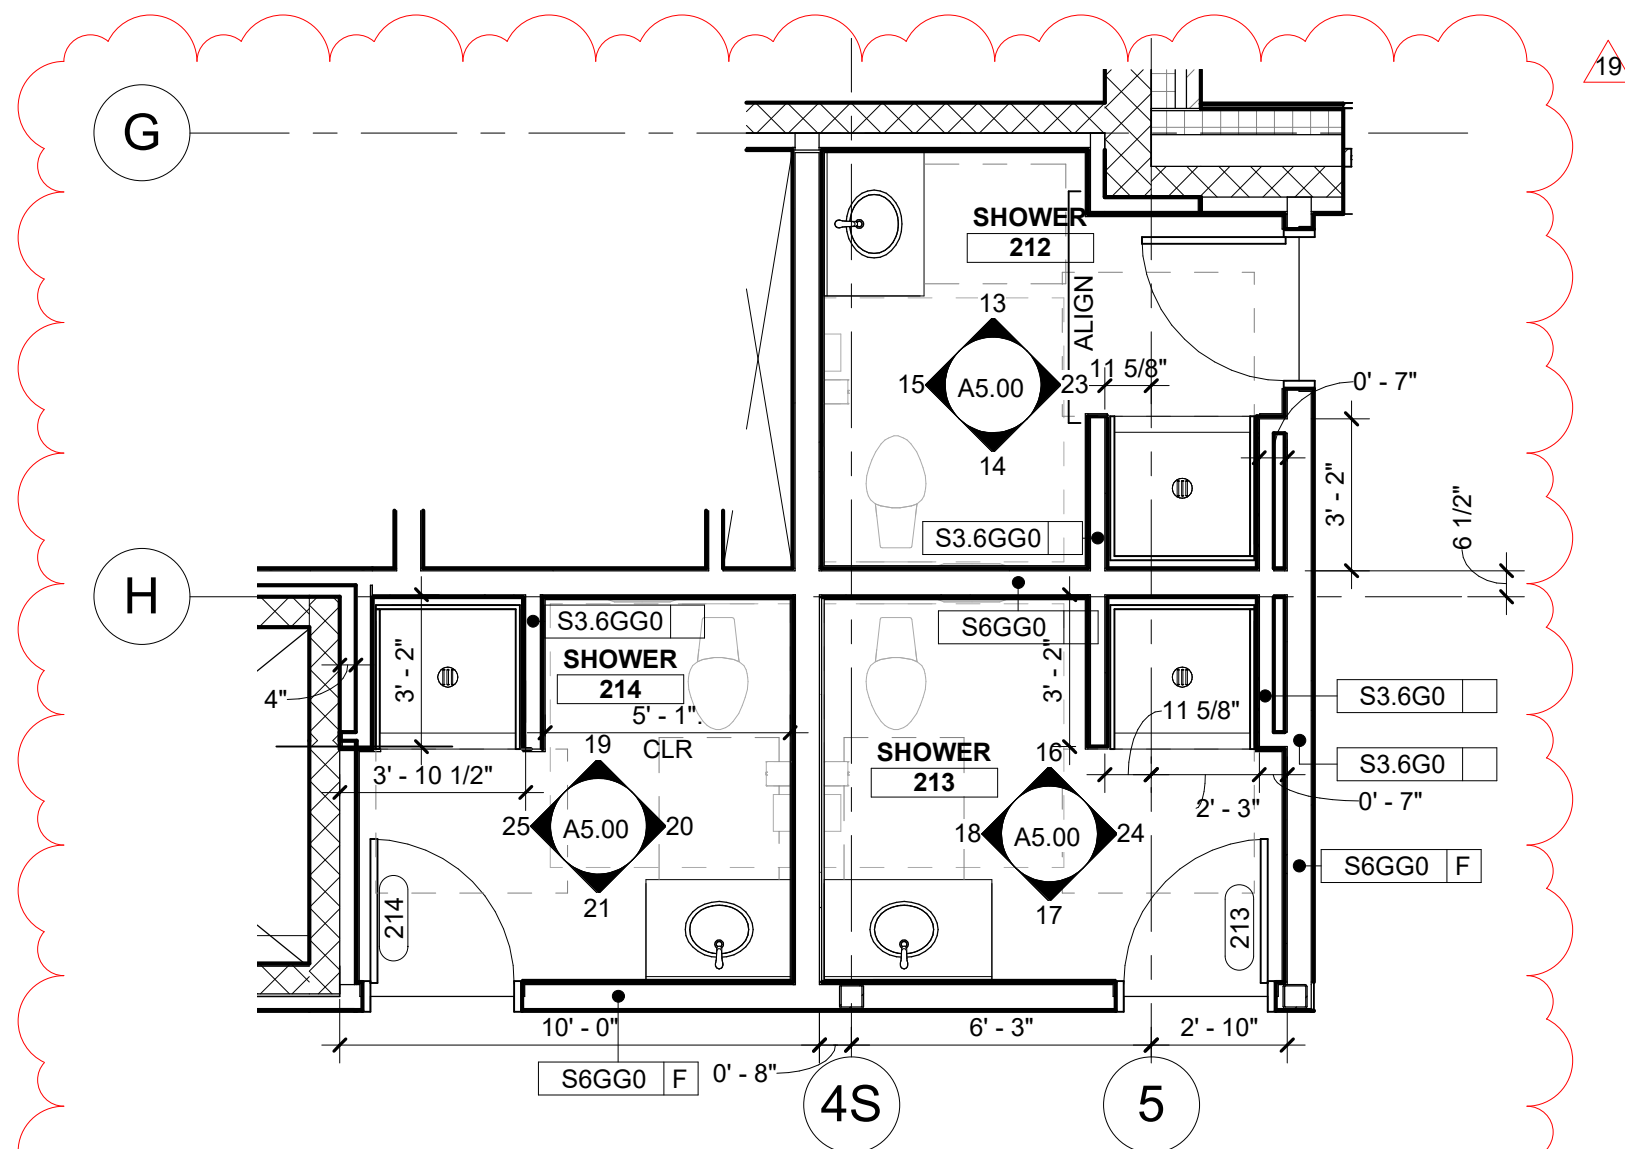 19
G
SHOWER
212
ALIGN
13
15
A5.00
23
14
11 5/8"
0' - 7"
3' - 2"
6 1/2"
S3.6GG0
H
S3.6GG0
S6GG0
SHOWER
214
3' - 2"
4"
5' - 1"
CLR
3' - 2"
S3.6G0
11 5/8"
SHOWER
213
S3.6G0
3' - 10 1/2"
19
25
A5.00
20
21
16
18
A5.00
24
17
2' - 3"
0' - 7"
S6GG0 F
214
213
10' - 0"
6' - 3"
2' - 10"
S6GG0 F
0' - 8"
4S
5